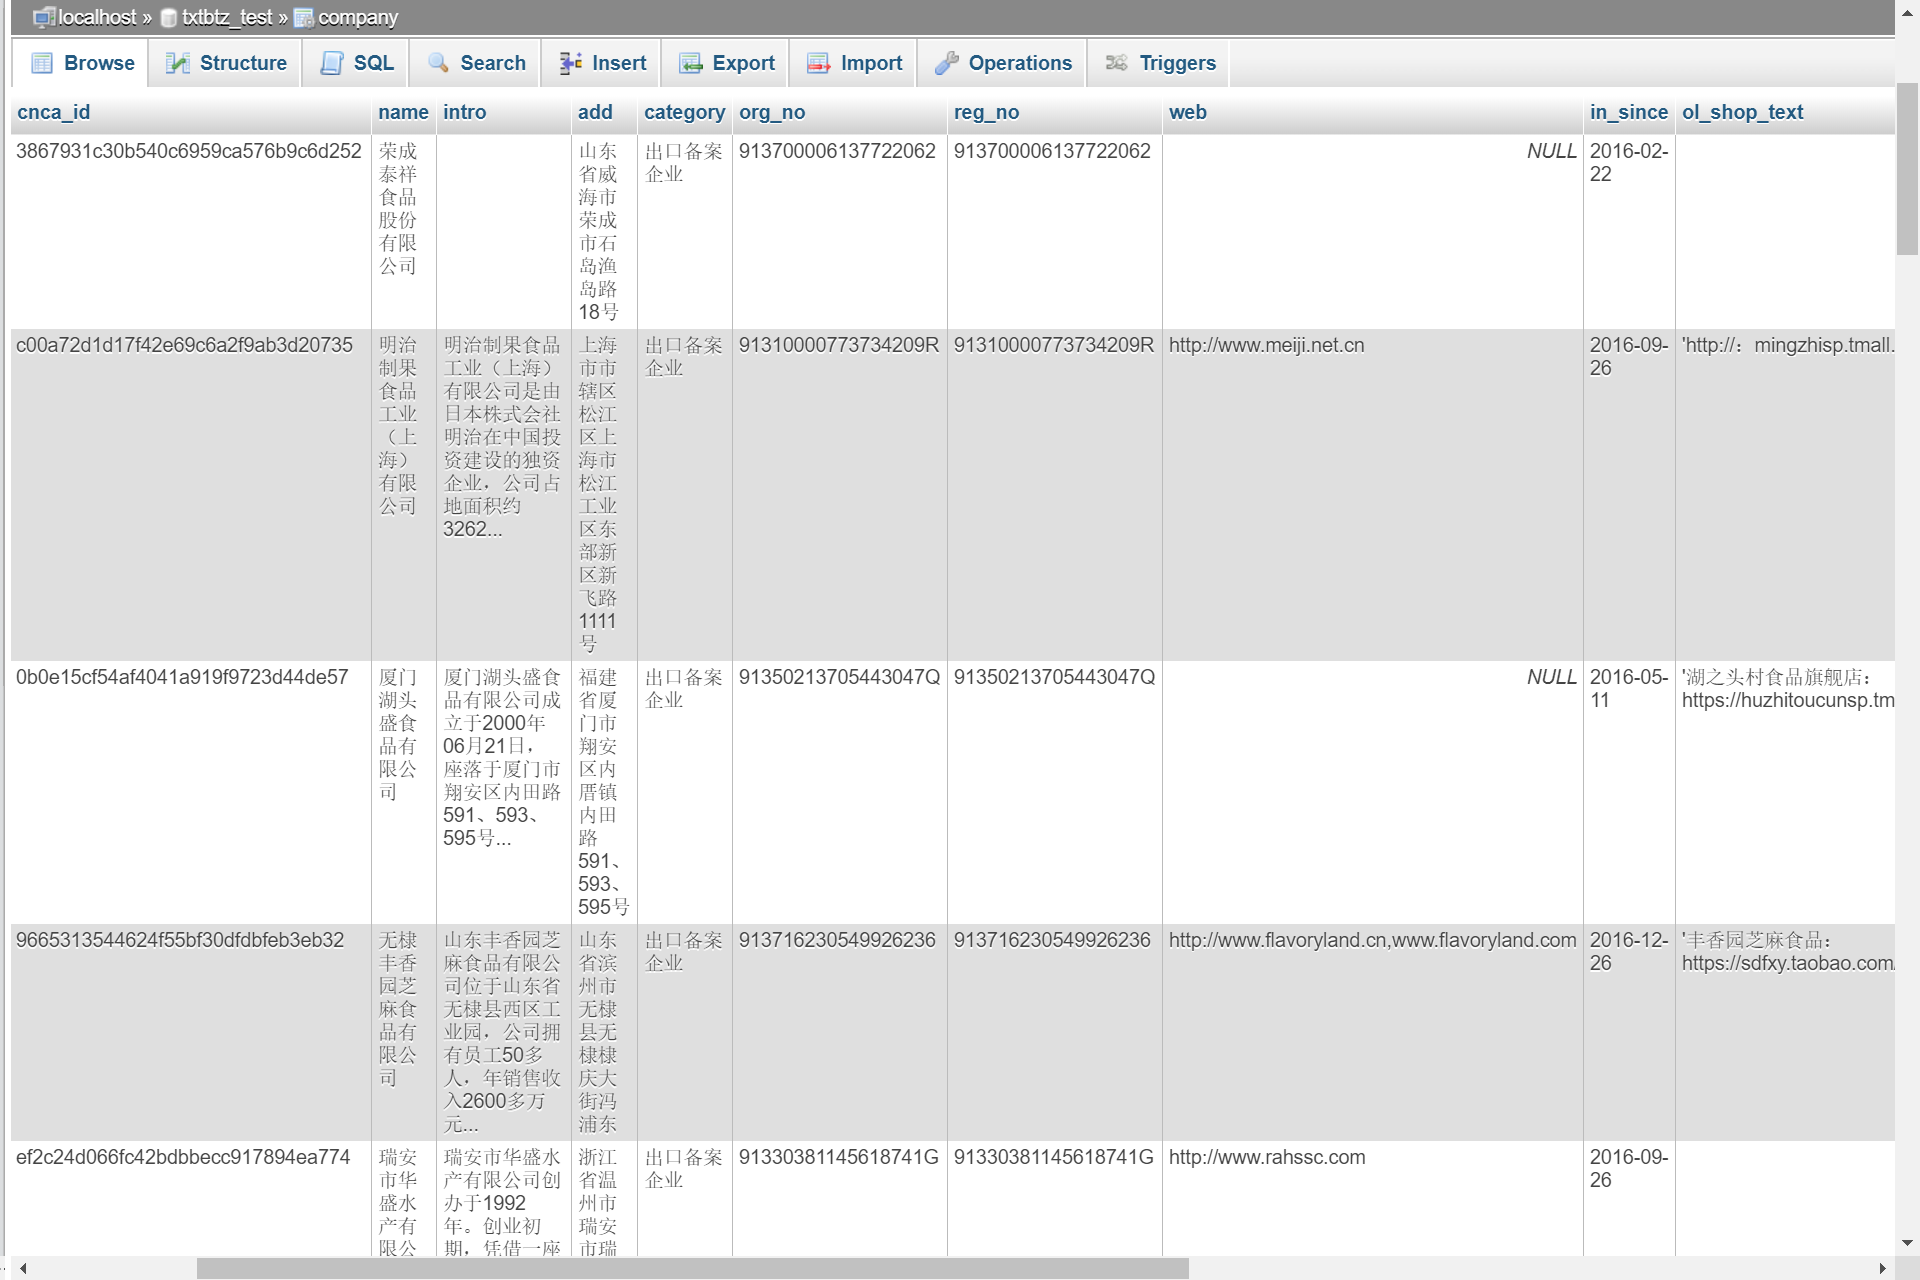 localhost » txtbtz_test » company
Browse Structure SQL Search Insert Export Import Operations Triggers
cnca_id name intro add category org_no reg_no web in_since ol_shop_text
3867931c30b540c6959ca576b9c6d252
荣成
泰祥
食品
股份
有限
公司
山东
省威
海市
荣成
市石
岛渔
岛路
18号
出口备案
企业
913700006137722062
913700006137722062
NULL
2016-02-
22
c00a72d1d17f42e69c6a2f9ab3d20735
明治
制果
食品
工业
（上
海）
有限
公司
明治制果食品
工业（上海）
有限公司是由
日本株式会社
明治在中国投
资建设的独资
企业，公司占
地面积约
3262...
上海
市市
辖区
松江
区上
海市
松江
工业
区东
部新
区新
飞路
1111
号
出口备案
企业
91310000773734209R
91310000773734209R
http://www.meiji.net.cn
2016-09-
26
'http://：mingzhisp.tmall.
0b0e15cf54af4041a919f9723d44de57
厦门
湖头
盛食
品有
限公
司
厦门湖头盛食
品有限公司成
立于2000年
06月21日，
座落于厦门市
翔安区内田路
591、593、
595号...
福建
省厦
门市
翔安
区内
厝镇
内田
路
591、
593、
595号
出口备案
企业
91350213705443047Q
91350213705443047Q
NULL
2016-05-
11
'湖之头村食品旗舰店：
https://huzhitoucunsp.tm
9665313544624f55bf30dfdbfeb3eb32
无棣
丰香
园芝
麻食
品有
限公
司
山东丰香园芝
麻食品有限公
司位于山东省
无棣县西区工
业园，公司拥
有员工50多
人，年销售收
入2600多万
元...
山东
省滨
州市
无棣
县无
棣棣
庆大
街冯
浦东
出口备案
企业
913716230549926236
913716230549926236
http://www.flavoryland.cn,www.flavoryland.com
2016-12-
26
'丰香园芝麻食品：
https://sdfxy.taobao.com
ef2c24d066fc42bdbbecc917894ea774
瑞安
市华
盛水
产有
限公
瑞安市华盛水
产有限公司创
办于1992
年。创业初
期，凭借一座
浙江
省温
州市
瑞安
市瑞
出口备案
企业
91330381145618741G
91330381145618741G
http://www.rahssc.com
2016-09-
26